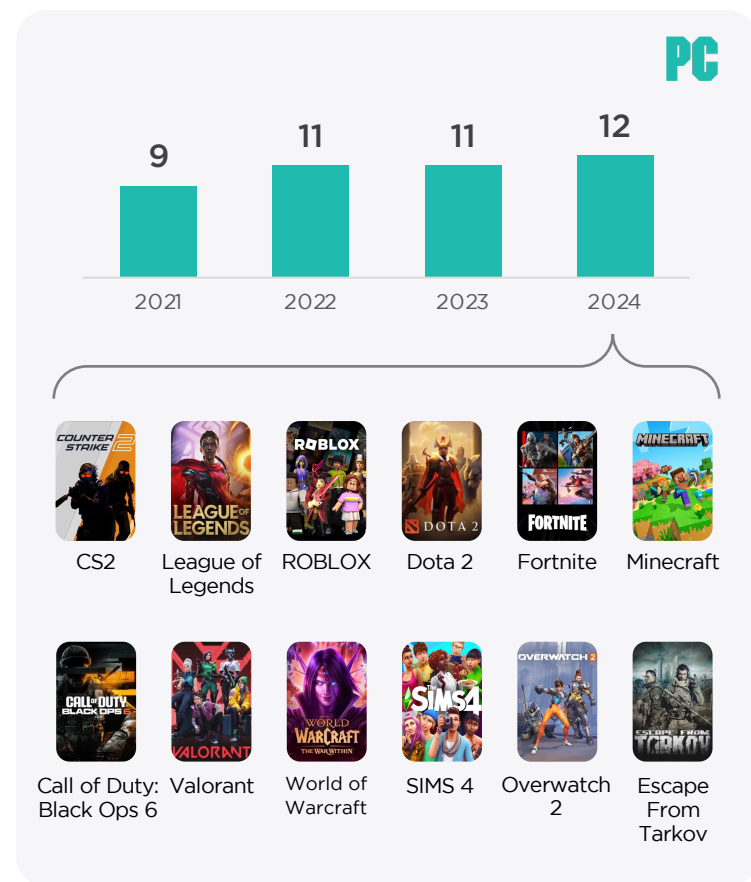 PC
9
11
11
12
2021
2022
2023
2024
COUNTER
STRIKE 2
LEAGUE OF
LEGENDS
ROBLOX
DOTA 2
FORTNITE
MINECRAFT
CS2
League of
Legends
ROBLOX
Dota 2
Fortnite
Minecraft
CALL OF DUTY
BLACK OPS 6
VALORANT
WORLD
WARCRAFT
THE WAR WITHIN
THE
SIMS4
OVERWATCH 2
ESCAPE FROM
TARKOV
Call of Duty:
Black Ops 6
Valorant
World of
Warcraft
SIMS 4
Overwatch
2
Escape
From
Tarkov